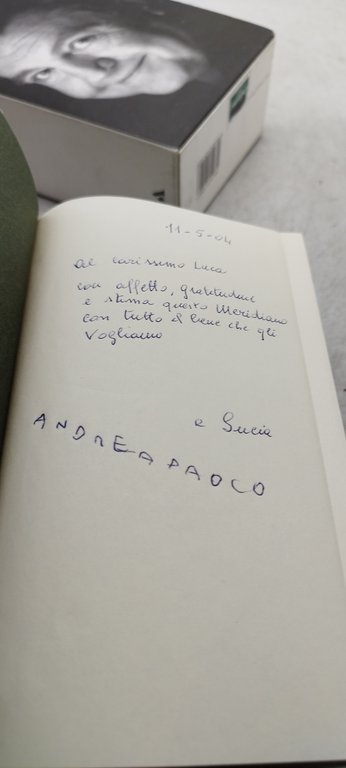 11-5-04
al carissimo Luca
con affetto, gratitudine
e stima questo Meridiano
con tutto il bene che gli
vogliamo
e Lucia
ANDREA PAOLO